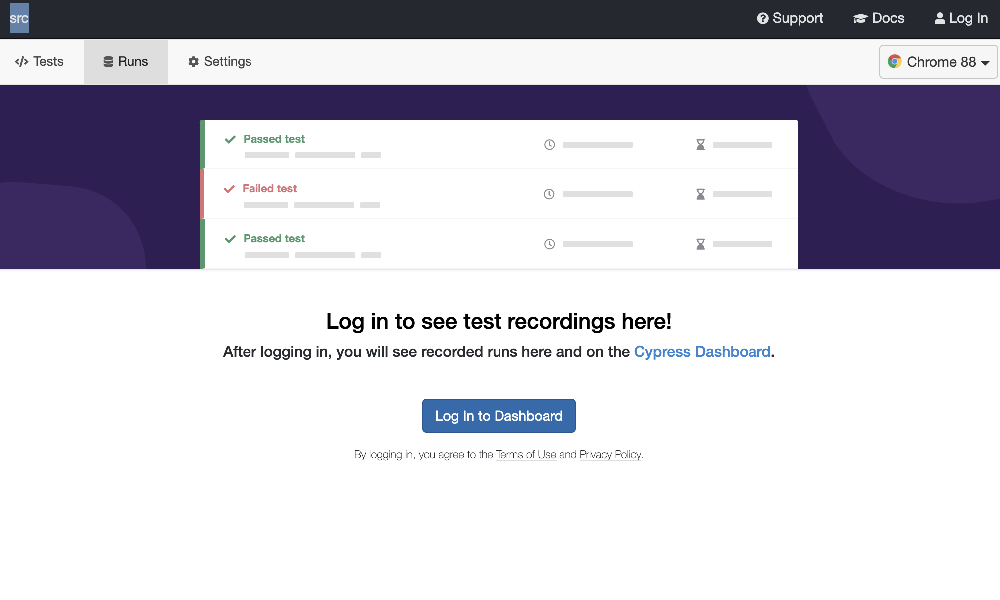 src
Support
Docs
Log In
Tests
Runs
Settings
Chrome 88
Passed test
Failed test
Passed test
Log in to see test recordings here!
After logging in, you will see recorded runs here and on the Cypress Dashboard.
Log In to Dashboard
By logging in, you agree to the Terms of Use and Privacy Policy.